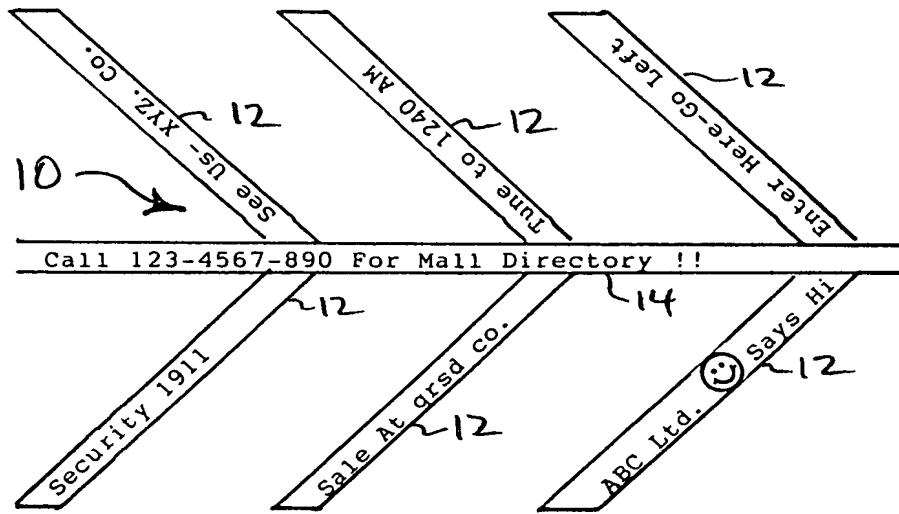 See Us- XYZ. Co.
12
Tune to 1240 AM
12
Enter Here-Go Left
12
10
Call 123-4567-890 For Mall Directory !!
14
Security 1911
12
Sale At qrsd co.
12
ABC Ltd. Says Hi
12